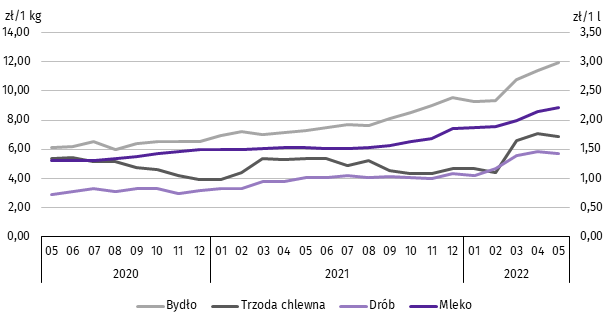 zł/1 kg zł/1 l
14,00 3,50
12,00 3,00
10,00 2,50
8,00 2,00
6,00 1,50
4,00 1,00
2,00 0,50
0,00 0,00
05 06 07 08 09 10 11 12 01 02 03 04 05 06 07 08 09 10 11 12 01 02 03 04 05
2020 2021 2022
Bydło Trzoda chlewna Drób Mleko